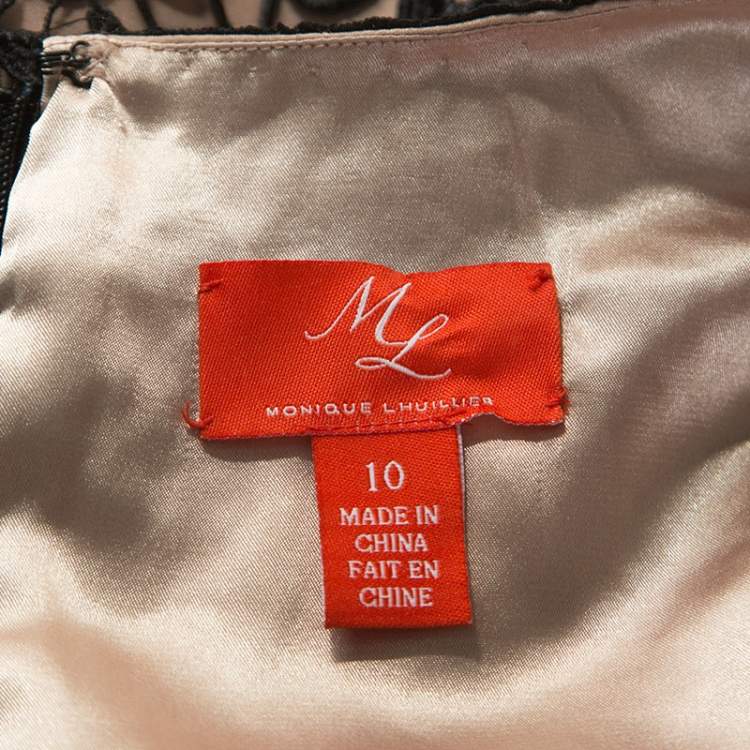 ML
MONIQUE LHUILLIER
10
MADE IN
CHINA
FAIT EN
CHINE